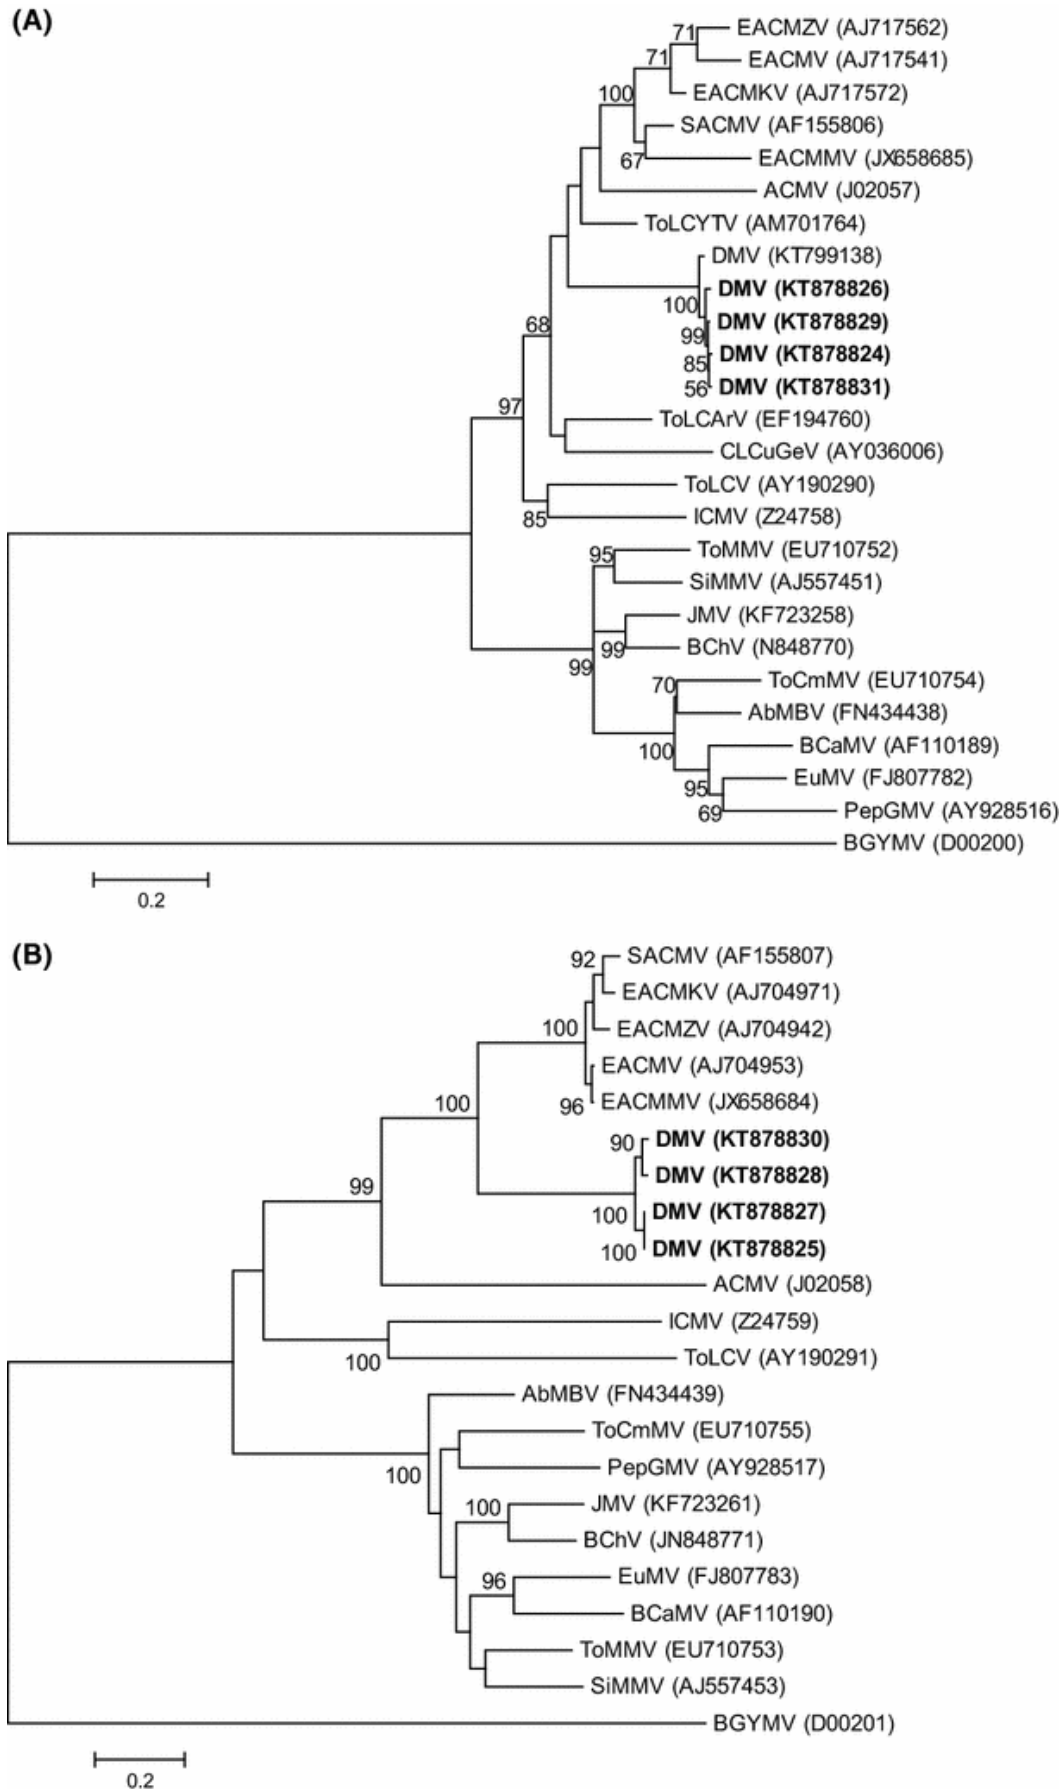 (A)
71
EACMZV (AJ717562)
71
EACMV (AJ717541)
100
EACMKV (AJ717572)
SACMV (AF155806)
67
EACMMV (JX658685)
ACMV (J02057)
ToLCYTV (AM701764)
DMV (KT799138)
100
DMV (KT878826)
99
DMV (KT878829)
85
DMV (KT878824)
56
DMV (KT878831)
68
97
ToLCArV (EF194760)
CLCuGeV (AY036006)
ToLCV (AY190290)
85
ICMV (Z24758)
95
ToMMV (EU710752)
SiMMV (AJ557451)
JMV (KF723258)
99
BChV (N848770)
99
70
ToCmMV (EU710754)
AbMBV (FN434438)
100
BCaMV (AF110189)
95
EuMV (FJ807782)
69
PepGMV (AY928516)
BGYMV (D00200)
0.2
(B)
92
SACMV (AF155807)
EACMKV (AJ704971)
100
EACMZV (AJ704942)
EACMV (AJ704953)
96
EACMMV (JX658684)
100
90
DMV (KT878830)
DMV (KT878828)
99
100
DMV (KT878827)
100
DMV (KT878825)
ACMV (J02058)
ICMV (Z24759)
100
ToLCV (AY190291)
AbMBV (FN434439)
ToCmMV (EU710755)
100
PepGMV (AY928517)
100
JMV (KF723261)
BChV (JN848771)
96
EuMV (FJ807783)
BCaMV (AF110190)
ToMMV (EU710753)
SiMMV (AJ557453)
BGYMV (D00201)
0.2